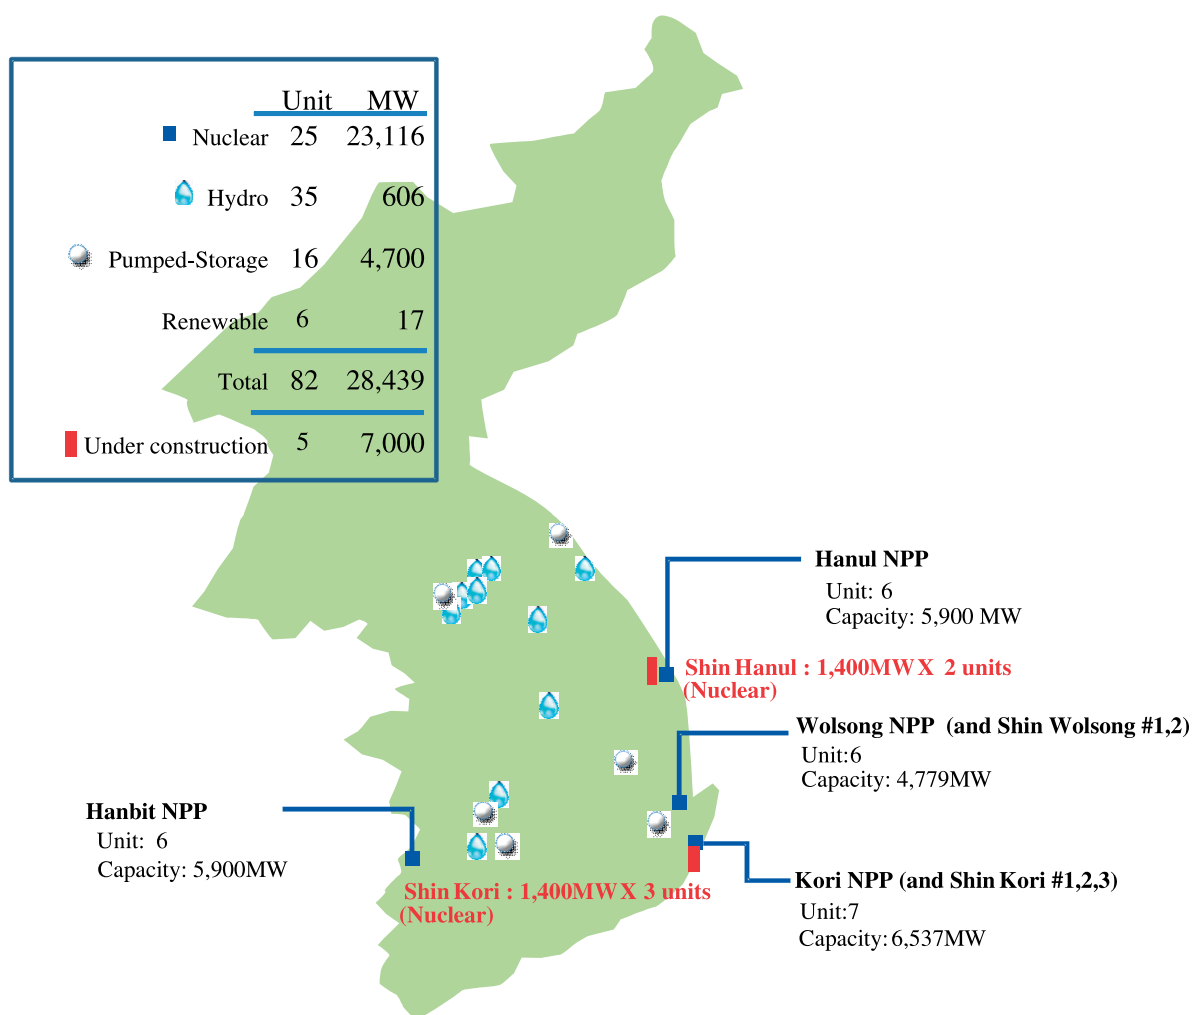 Unit MW
Nuclear 25 23,116
Hydro 35 606
Pumped-Storage 16 4,700
Renewable 6 17
Total 82 28,439
Under construction 5 7,000
Hanul NPP
Unit: 6
Capacity: 5,900 MW
Shin Hanul : 1,400MW X 2 units
(Nuclear)
Wolsong NPP (and Shin Wolsong #1,2)
Unit:6
Capacity: 4,779MW
Hanbit NPP
Unit: 6
Capacity: 5,900MW
Shin Kori : 1,400MW X 3 units
(Nuclear)
Kori NPP (and Shin Kori #1,2,3)
Unit:7
Capacity: 6,537MW